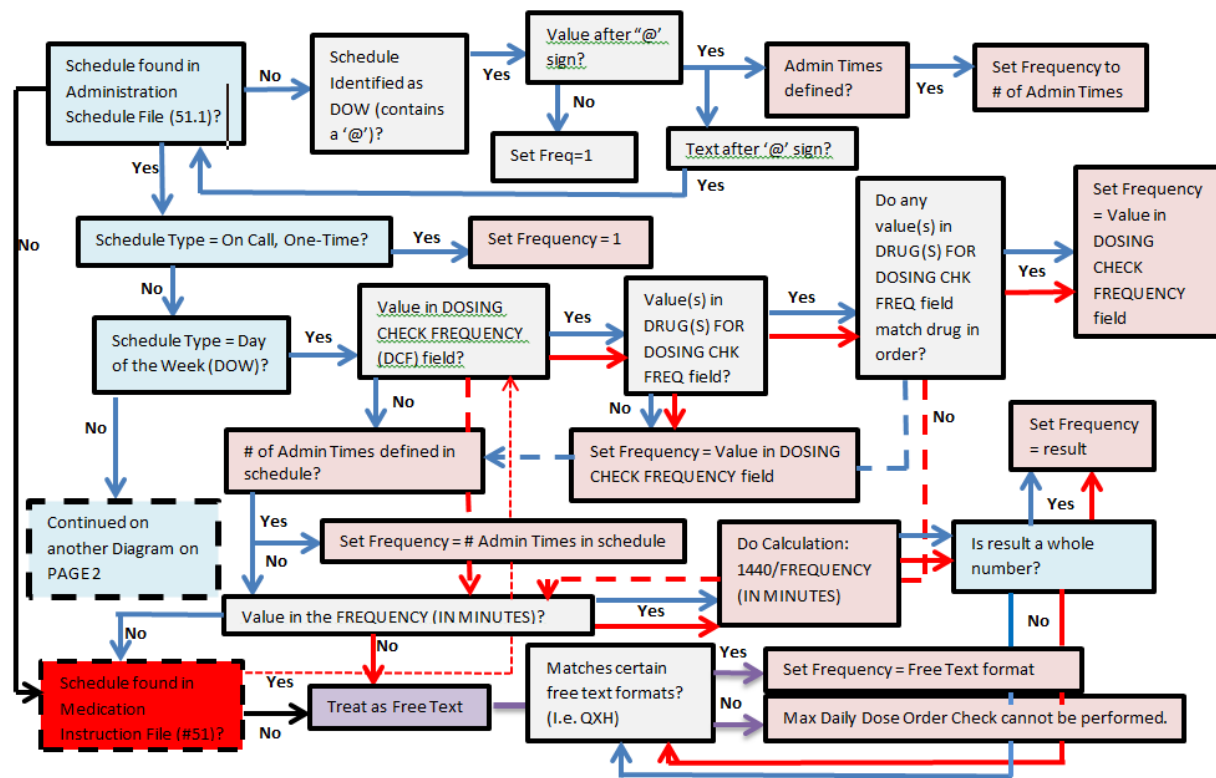 Schedule found in
Administration
Schedule File (51.1)?
No
Schedule
Identified as
DOW (contains
a ‘@’)?
Yes
Value after “@’
sign?
Yes
No
Set Freq=1
Admin Times
defined?
Yes
Set Frequency to
# of Admin Times
Text after ‘@’ sign?
Yes
Yes
No
Schedule Type = On Call, One-Time?
Yes
Set Frequency = 1
No
Schedule Type = Day
of the Week (DOW)?
Yes
Value in DOSING
CHECK FREQUENCY
(DCF) field?
Yes
Value(s) in
DRUG(S) FOR
DOSING CHK
FREQ field?
Yes
Do any
value(s) in
DRUG(S) FOR
DOSING CHK
FREQ field
match drug in
order?
Yes
Set Frequency
= Value in
DOSING
CHECK
FREQUENCY
field
No
No
No
No
# of Admin Times defined in
schedule?
Set Frequency = Value in DOSING
CHECK FREQUENCY field
Set Frequency
= result
Continued on
another Diagram on
PAGE 2
Yes
No
Set Frequency = # Admin Times in schedule
Do Calculation:
1440/FREQUENCY
(IN MINUTES)
Yes
Is result a whole
number?
Value in the FREQUENCY (IN MINUTES)?
Yes
No
No
No
Schedule found in
Medication
Instruction File (#51)?
Yes
No
Treat as Free Text
Matches certain
free text formats?
(I.e. QXH)
Yes
No
Set Frequency = Free Text format
Max Daily Dose Order Check cannot be performed.